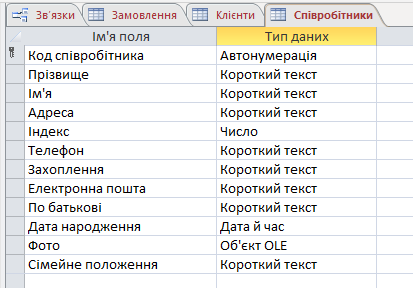 Зв'язки Замовлення Клієнти Співробітники
Ім'я поля Тип даних
Код співробітника Автонумерація
Прізвище Короткий текст
Ім'я Короткий текст
Адреса Короткий текст
Індекс Число
Телефон Короткий текст
Захоплення Короткий текст
Електронна пошта Короткий текст
По батькові Короткий текст
Дата народження Дата й час
Фото Об'єкт OLE
Сімейне положення Короткий текст